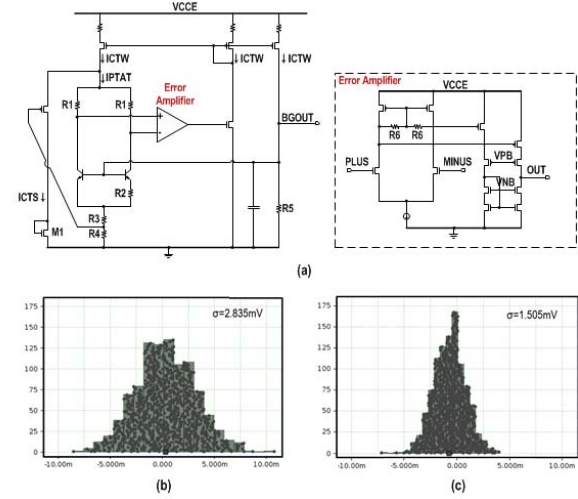 VCCE
ICTW
ICTW
ICTW
IPTAT
R1
R1
Error
Amplifier
BGOUT
R2
ICTS
R3
R4
M1
R5
Error Amplifier
VCCE
R6
R6
PLUS
MINUS
VPB
VNB
OUT
(a)
175
150
125
100
75
50
25
0
σ=2.835mV
-10.00m
-5.000m
0.000
5.000m
10.00m
(b)
175
150
125
100
75
50
25
0
σ=1.505mV
-10.00m
-5.000m
0.000
5.000m
10.00m
(c)